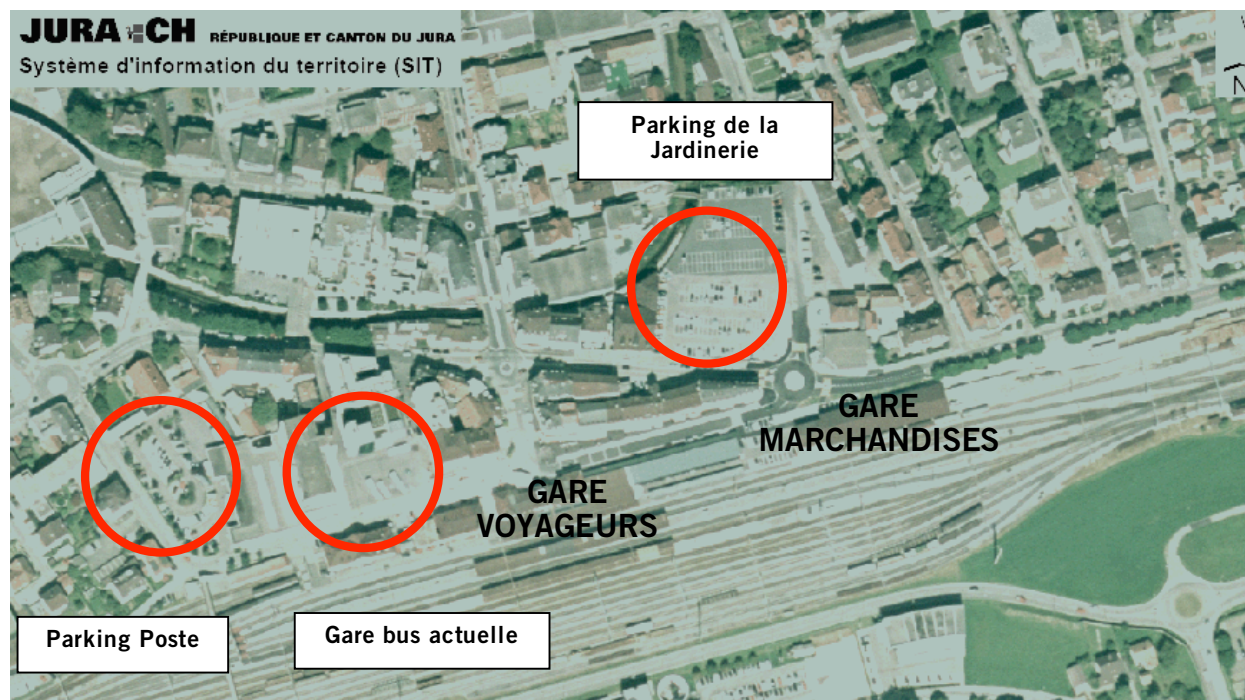 JURA CH RÉPUBLIQUE ET CANTON DU JURA
Système d'information du territoire (SIT)
N
Parking de la
Jardinerie
GARE
MARCHANDISES
GARE
VOYAGEURS
Parking Poste
Gare bus actuelle